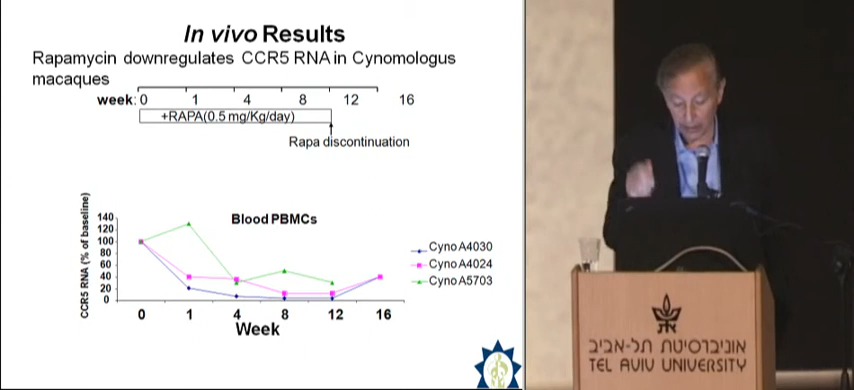 In vivo Results
Rapamycin downregulates CCR5 RNA in Cynomologus
macaques
week: 0 1 4 8 12 16
+RAPA(0.5 mg/Kg/day)
Rapa discontinuation
Blood PBMCs
CCR5 RNA (% of baseline)
140
120
100
80
60
40
20
0
0 1 4 8 12 16
Week
Cyno A4030
Cyno A4024
Cyno A5703
אוניברסיטת תל-אביב
TEL AVIV UNIVERSITY